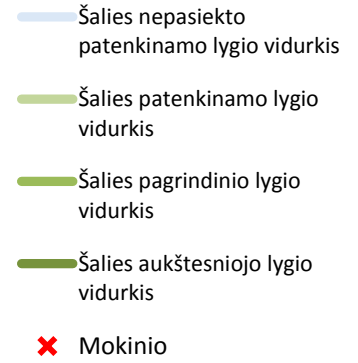 Šalies nepasiekto
patenkinamo lygio vidurkis
Šalies patenkinamo lygio
vidurkis
Šalies pagrindinio lygio
vidurkis
Šalies aukštesniojo lygio
vidurkis
Mokinio